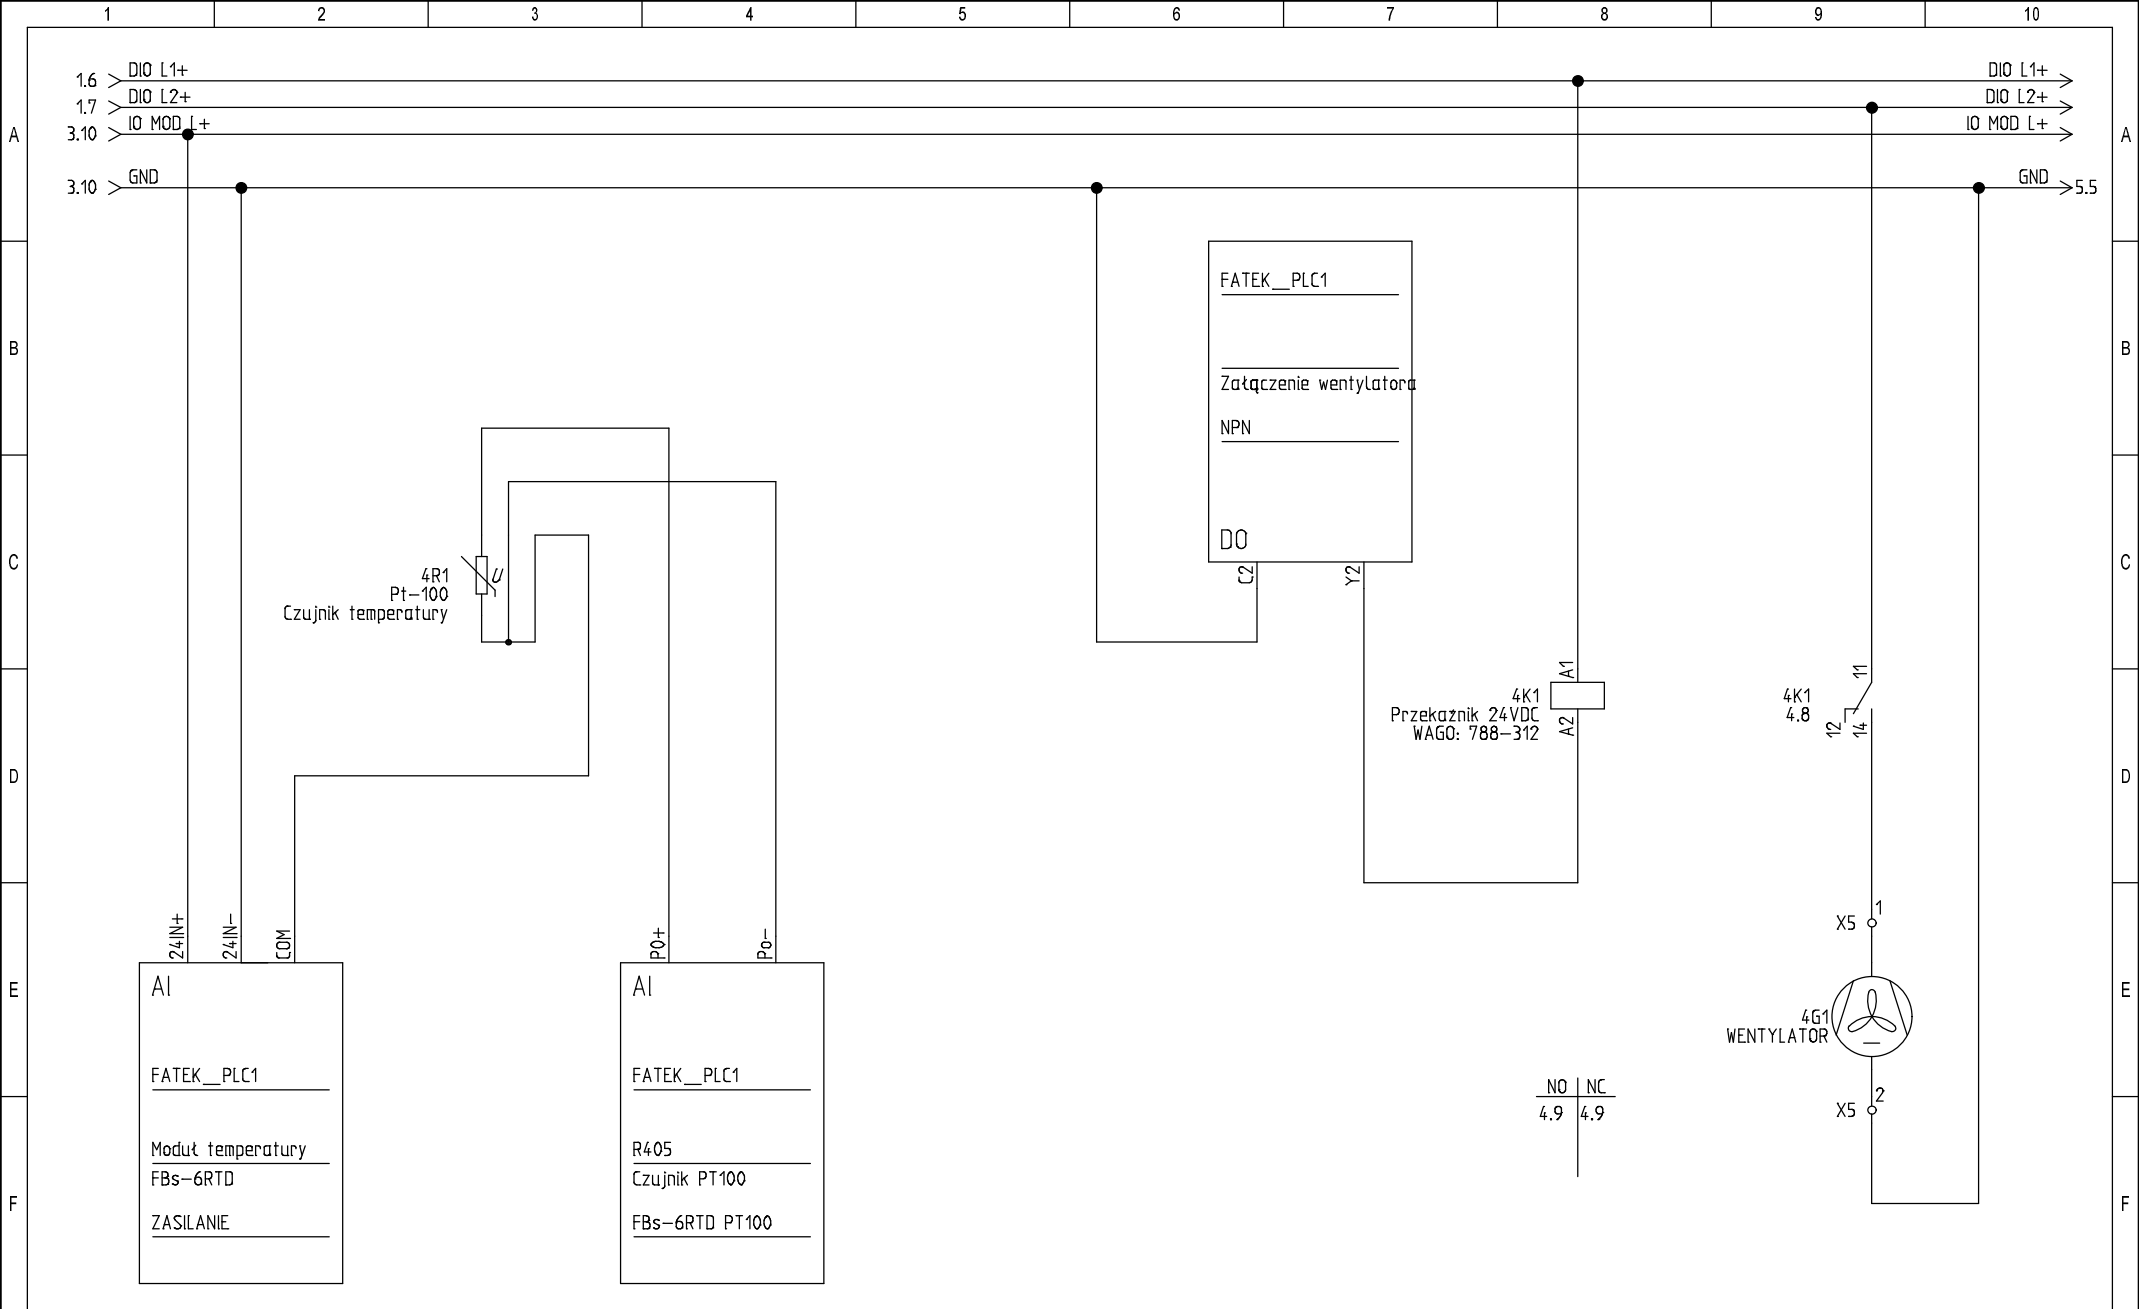 1 2 3 4 5 6 7 8 9 10
1.6 DIO L1+ DIO L1+
1.7 DIO L2+ DIO L2+
A 3.10 IO MOD L+ IO MOD L+ A
3.10 GND GND 5.5
FATEK__PLC1
B B
Załączenie wentylatora
NPN
DO
C C
C2 Y2
4R1
Pt-100
Czujnik temperatury
A1 11
4K1 4K1
Przekaźnik 24VDC 4.8
WAGO: 788-312
A2 12 14
D D
1
X5
24IN+ 24IN- COM PO+ Po-
AI AI
E E
4G1
WENTYLATOR
FATEK__PLC1 FATEK__PLC1
NO NC
4.9 4.9
2
X5
Moduł temperatury R405
FBs-6RTD Czujnik PT100
F F
ZASILANIE FBs-6RTD PT100